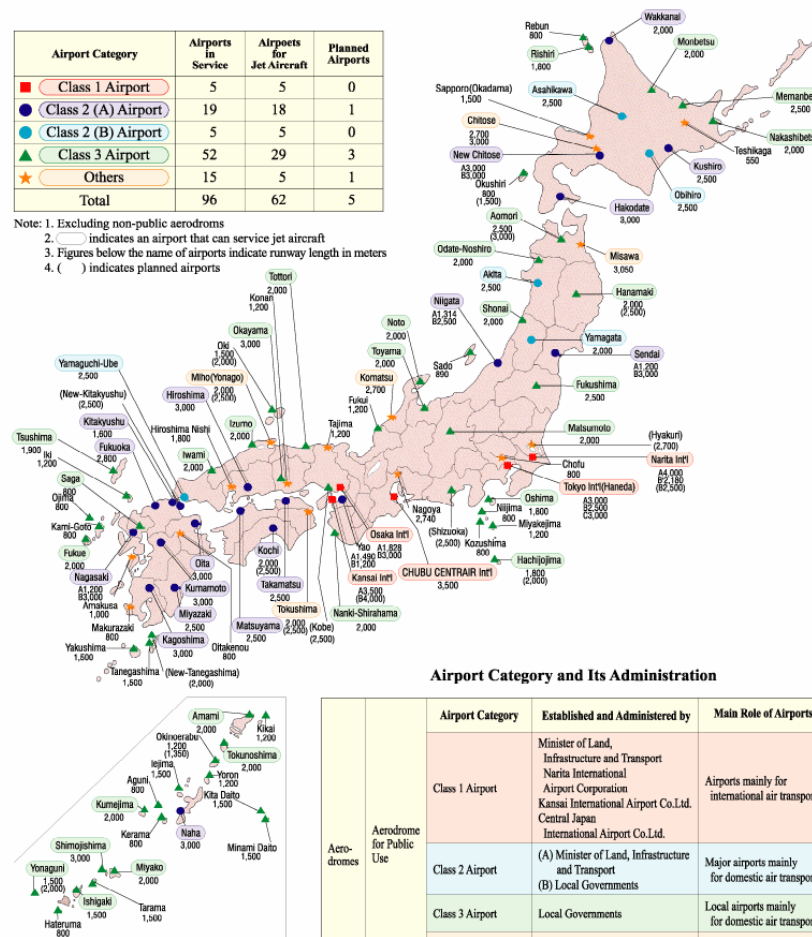 Airport Category
Airports in Service
Airpoets for Jet Aircraft
Planned Airports
Class 1 Airport 5 5 0
Class 2 (A) Airport 19 18 1
Class 2 (B) Airport 5 5 0
Class 3 Airport 52 29 3
Others 15 5 1
Total 96 62 5
Note: 1. Excluding non-public aerodroms
2. indicates an airport that can service jet aircraft
3. Figures below the name of airports indicate runway length in meters
4. ( ) indicates planned airports
Rebun
800
Rishiri
1,800
Wakkanai
2,000
Monbetsu
2,000
Sapporo(Okadama)
1,500
Asahikawa
2,500
Memanbe
2,500
Chitose
2,700
3,000
Nakashibets
2,000
Teshikaga
550
New Chitose
A3,000
B3,000
Kushiro
2,500
Okushiri
800
(1,500)
Obihiro
2,500
Hakodate
3,000
Aomori
2,500
(3,000)
Misawa
3,050
Odate-Noshiro
2,000
Akita
2,500
Hanamaki
2,000
(2,500)
Niigata
A1,314
B2,500
Shonai
2,000
Yamagata
2,000
Sendai
A1,200
B3,000
Fukushima
2,500
Matsumoto
2,000
(Hyakuri)
(2,700)
Chofu
800
Narita Int'l
A4,000
B'2,180
(B2,500)
Tokyo Int'l(Haneda)
A3,000
B2,500
C3,000
Tottori
2,000
Konan
1,200
Okayama
3,000
Oki
1,500
(2,000)
Noto
2,000
Toyama
2,000
Sado
890
Komatsu
2,700
Fukui
1,200
Tajima
1,200
Yamaguchi-Ube
2,500
(New-Kitakyushu)
(2,500)
Miho(Yonago)
2,000
(2,500)
Hiroshima
3,000
Kitakyushu
1,600
Fukuoka
2,800
Hiroshima Nishi
1,800
Izumo
2,000
Iwami
2,000
Tsushima
1,900
Iki
1,200
Saga
800
Ojima
800
Kami-Goto
800
Fukue
2,000
Nagasaki
A1,200
B3,000
Amakusa
1,000
Makurazaki
800
Yakushima
1,500
Tanegashima
1,500
(New-Tanegashima)
(2,000)
Kagoshima
3,000
Miyazaki
2,500
Kumamoto
3,000
Oita
3,000
Oitakenou
800
Matsuyama
2,500
Kochi
2,000
(2,500)
Takamatsu
2,500
Tokushima
2,000
(2,500)
(Kobe)
(2,500)
Nanki-Shirahama
2,000
Osaka Int'l
A1,828
B3,000
Yao
A1,490
B1,200
Kansai Int'l
A3,500
(B4,000)
Nagoya
2,740
CHUBU CENTRAIR Int'l
3,500
(Shizuoka)
(2,500)
Oshima
1,800
Niijima
800
Miyakejima
1,200
Kozushima
800
Hachijojima
1,800
(2,000)
Amami
2,000
Kikai
1,200
Okinoerabu
1,200
(1,350)
Tokunoshima
2,000
Iejima
1,500
Yoron
1,200
Aguni
800
Kita Daito
1,500
Kumejima
2,000
Kerama
800
Naha
3,000
Minami Daito
1,500
Shimojishima
3,000
Miyako
2,000
Yonaguni
1,500
(2,000)
Ishigaki
1,500
Tarama
1,500
Hateruma
800
Airport Category and Its Administration
Airport Category
Established and Administered by
Main Role of Airports
Aero-
dromes
Aerodrome
for Public
Use
Class 1 Airport
Minister of Land,
Infrastructure and Transport
Narita International
Airport Corporation
Kansai International Airport Co.Ltd.
Central Japan
International Airport Co.Ltd.
Airports mainly for
international air transpor
Class 2 Airport
(A) Minister of Land, Infrastructure
and Transport
(B) Local Governments
Major airports mainly
for domestic air transpor
Class 3 Airport
Local Governments
Local airports mainly
for domestic air transpor